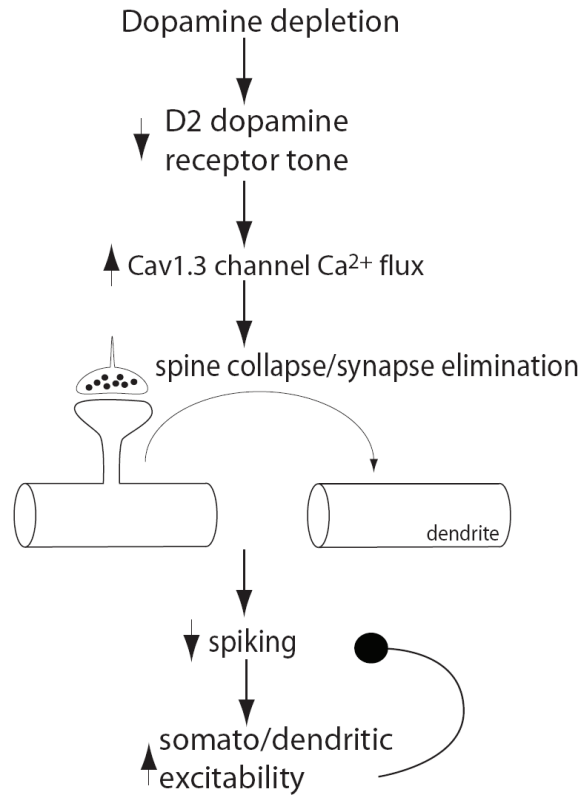 Dopamine depletion
D2 dopamine
receptor tone
Cav1.3 channel Ca²⁺ flux
spine collapse/synapse elimination
dendrite
spiking
somato/dendritic
excitability